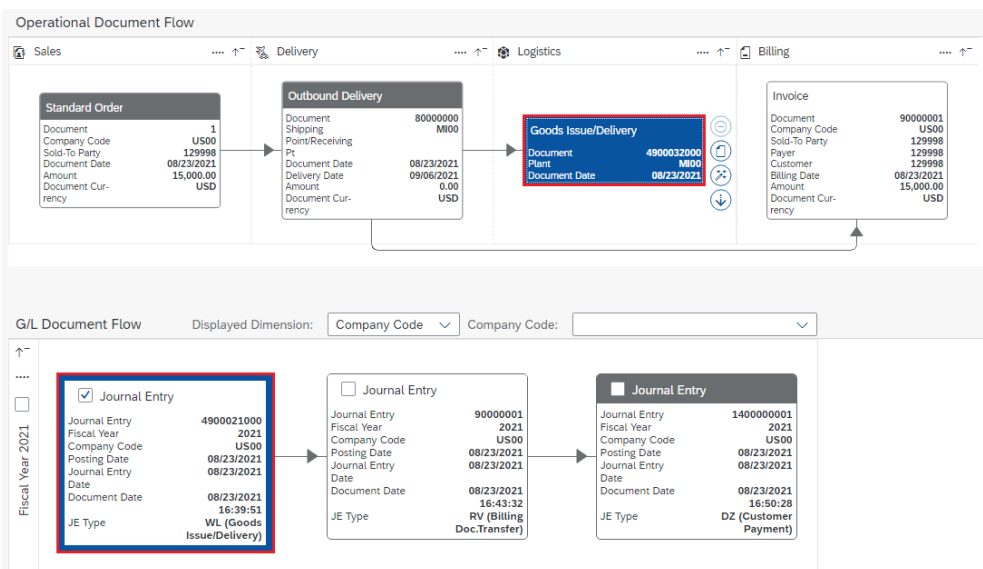 Operational Document Flow
Sales
Delivery
Logistics
Billing
Standard Order
Document 1
Company Code US00
Sold-To Party 129998
Document Date 08/23/2021
Amount 15,000.00
Document Cur- USD
rency
Outbound Delivery
Document 80000000
Shipping MI00
Point/Receiving
Pt
Document Date 08/23/2021
Delivery Date 09/06/2021
Amount 0.00
Document Cur- USD
rency
Goods Issue/Delivery
Document 4900032000
Plant MI00
Document Date 08/23/2021
Invoice
Document 90000001
Company Code US00
Sold-To Party 129998
Payer 129998
Customer 129998
Billing Date 08/23/2021
Amount 15,000.00
Document Cur- USD
rency
G/L Document Flow
Displayed Dimension: Company Code
Company Code:
Fiscal Year 2021
Journal Entry
Journal Entry 4900021000
Fiscal Year 2021
Company Code US00
Posting Date 08/23/2021
Journal Entry 08/23/2021
Date
Document Date 08/23/2021
16:39:51
JE Type WL (Goods
Issue/Delivery)
Journal Entry
Journal Entry 90000001
Fiscal Year 2021
Company Code US00
Posting Date 08/23/2021
Journal Entry 08/23/2021
Date
Document Date 08/23/2021
16:43:32
JE Type RV (Billing
Doc.Transfer)
Journal Entry
Journal Entry 1400000001
Fiscal Year 2021
Company Code US00
Posting Date 08/23/2021
Journal Entry 08/23/2021
Date
Document Date 08/23/2021
16:50:28
JE Type DZ (Customer
Payment)